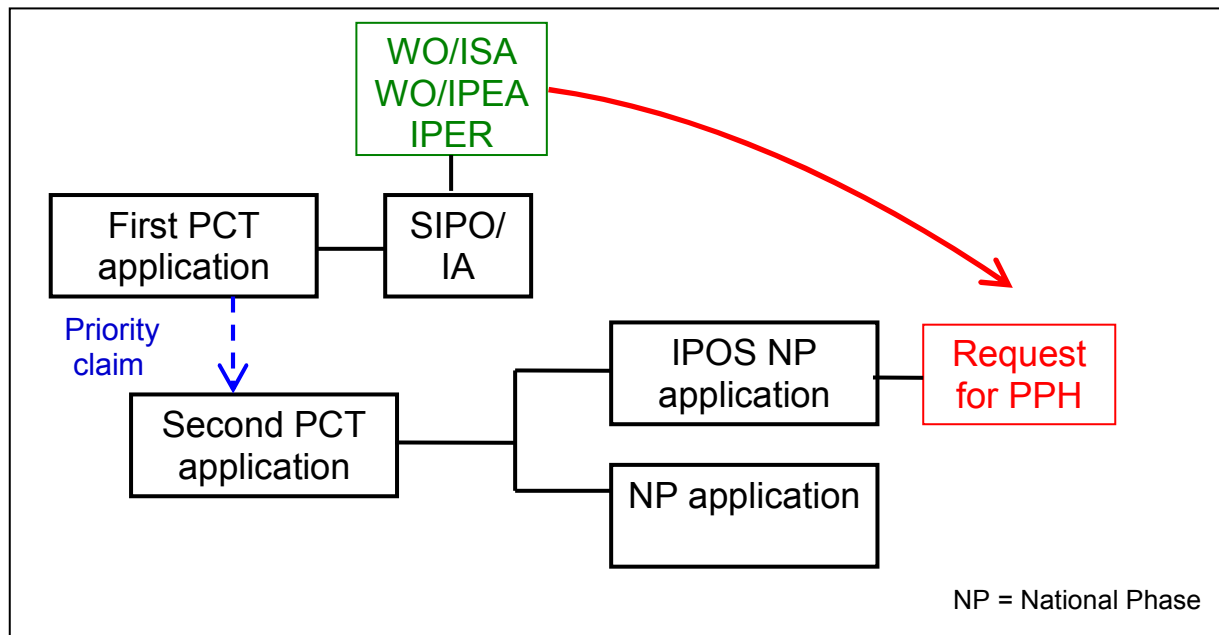 WO/ISA
WO/IPEA
IPER
First PCT
application
SIPO/
IA
Priority
claim
Second PCT
application
IPOS NP
application
Request
for PPH
NP application
NP = National Phase